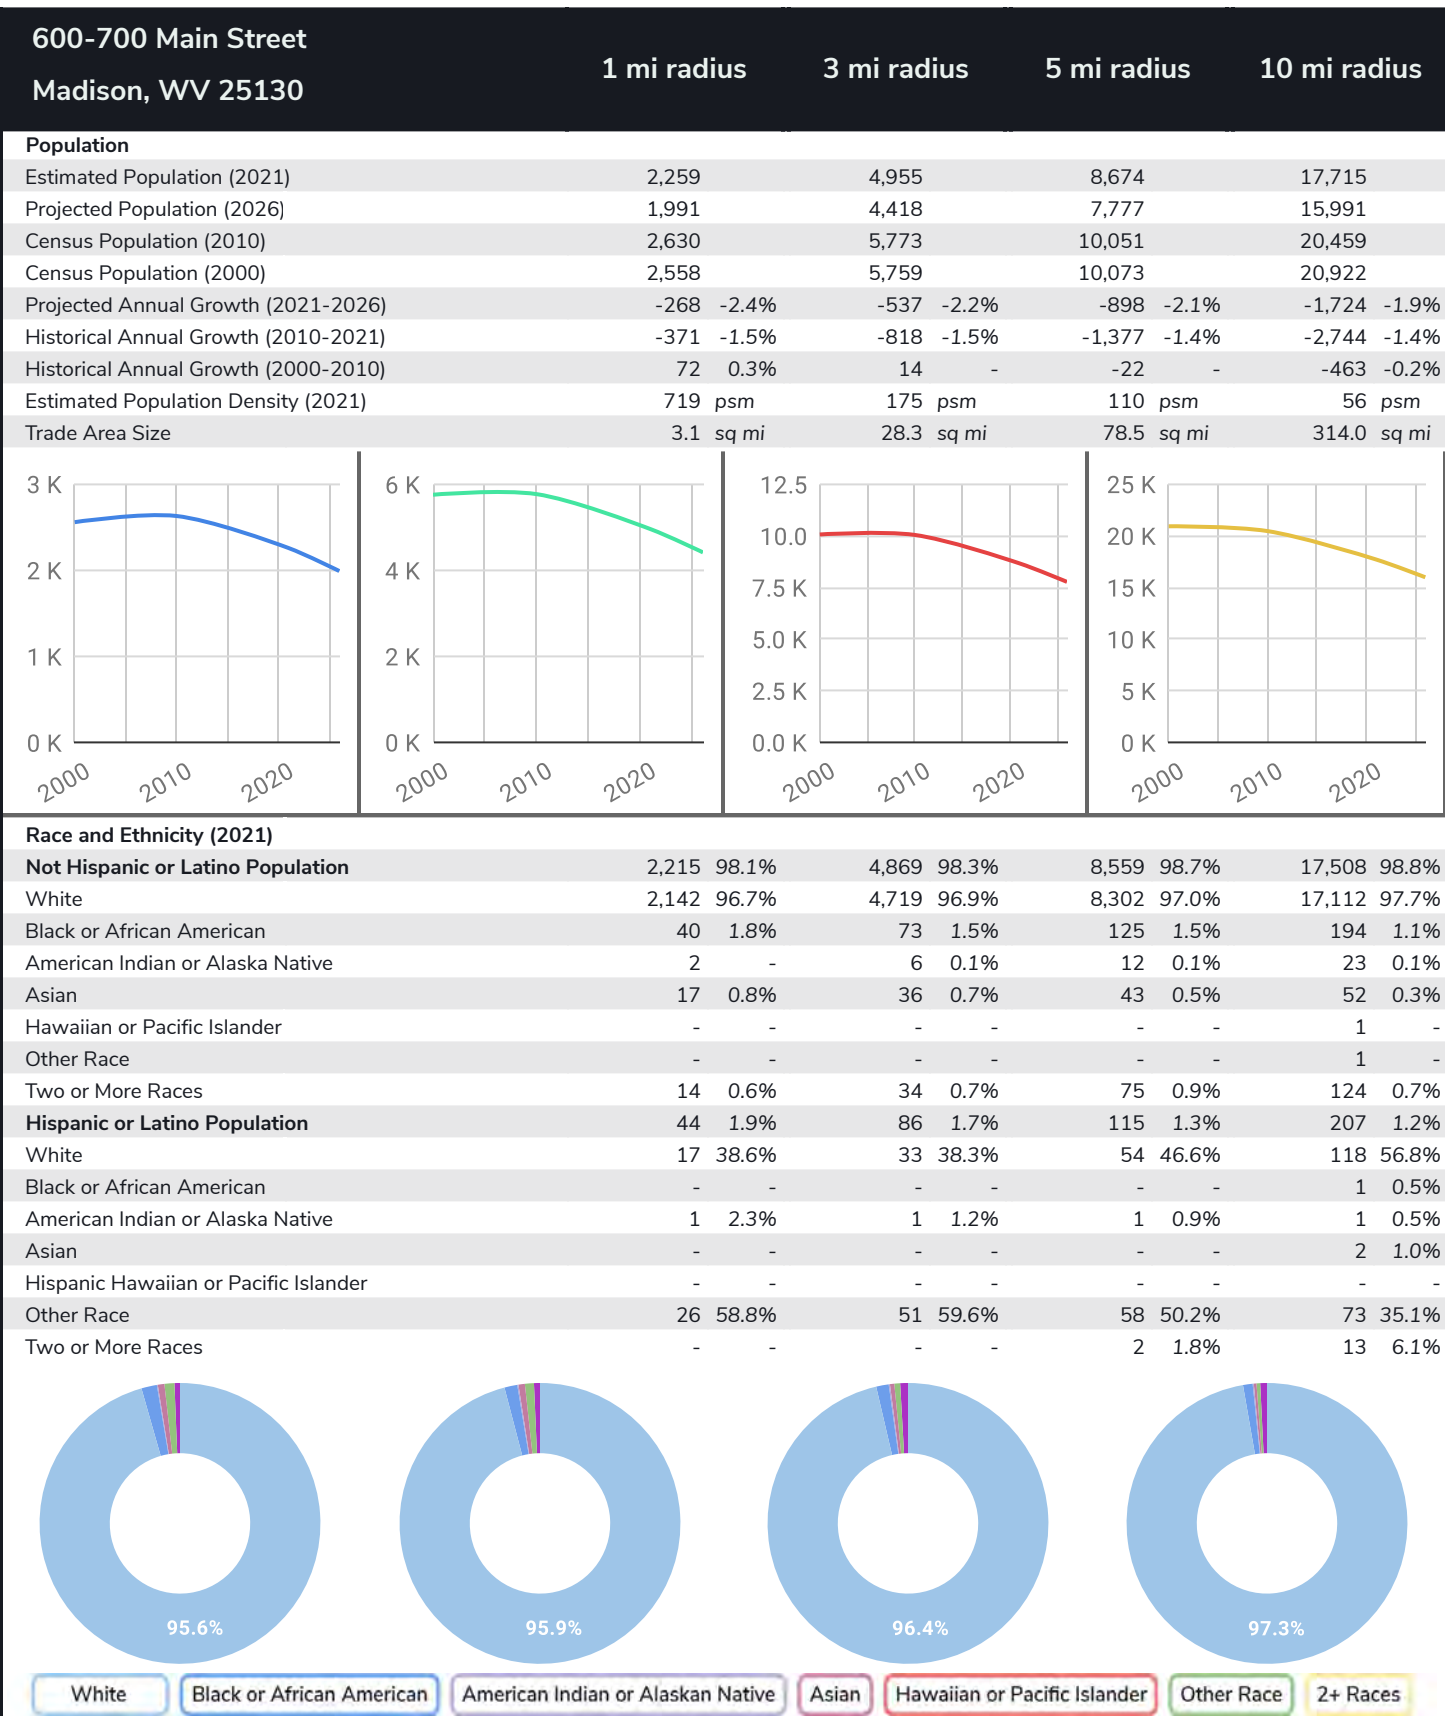 600-700 Main Street
Madison, WV 25130
1 mi radius 3 mi radius 5 mi radius 10 mi radius
Population
Estimated Population (2021) 2,259 4,955 8,674 17,715
Projected Population (2026) 1,991 4,418 7,777 15,991
Census Population (2010) 2,630 5,773 10,051 20,459
Census Population (2000) 2,558 5,759 10,073 20,922
Projected Annual Growth (2021-2026) -268 -2.4% -537 -2.2% -898 -2.1% -1,724 -1.9%
Historical Annual Growth (2010-2021) -371 -1.5% -818 -1.5% -1,377 -1.4% -2,744 -1.4%
Historical Annual Growth (2000-2010) 72 0.3% 14 - -22 - -463 -0.2%
Estimated Population Density (2021) 719 psm 175 psm 110 psm 56 psm
Trade Area Size 3.1 sq mi 28.3 sq mi 78.5 sq mi 314.0 sq mi
3 K
2 K
1 K
0 K
2000 2010 2020
6 K
4 K
2 K
0 K
2000 2010 2020
12.5
10.0
7.5 K
5.0 K
2.5 K
0.0 K
2000 2010 2020
25 K
20 K
15 K
10 K
5 K
0 K
2000 2010 2020
Race and Ethnicity (2021)
Not Hispanic or Latino Population 2,215 98.1% 4,869 98.3% 8,559 98.7% 17,508 98.8%
White 2,142 96.7% 4,719 96.9% 8,302 97.0% 17,112 97.7%
Black or African American 40 1.8% 73 1.5% 125 1.5% 194 1.1%
American Indian or Alaska Native 2 - 6 0.1% 12 0.1% 23 0.1%
Asian 17 0.8% 36 0.7% 43 0.5% 52 0.3%
Hawaiian or Pacific Islander - - - - - - 1 -
Other Race - - - - - - 1 -
Two or More Races 14 0.6% 34 0.7% 75 0.9% 124 0.7%
Hispanic or Latino Population 44 1.9% 86 1.7% 115 1.3% 207 1.2%
White 17 38.6% 33 38.3% 54 46.6% 118 56.8%
Black or African American - - - - - - 1 0.5%
American Indian or Alaska Native 1 2.3% 1 1.2% 1 0.9% 1 0.5%
Asian - - - - - - 2 1.0%
Hispanic Hawaiian or Pacific Islander - - - - - - - -
Other Race 26 58.8% 51 59.6% 58 50.2% 73 35.1%
Two or More Races - - - - 2 1.8% 13 6.1%
95.6% 95.9% 96.4% 97.3%
White Black or African American American Indian or Alaskan Native Asian Hawaiian or Pacific Islander Other Race 2+ Races